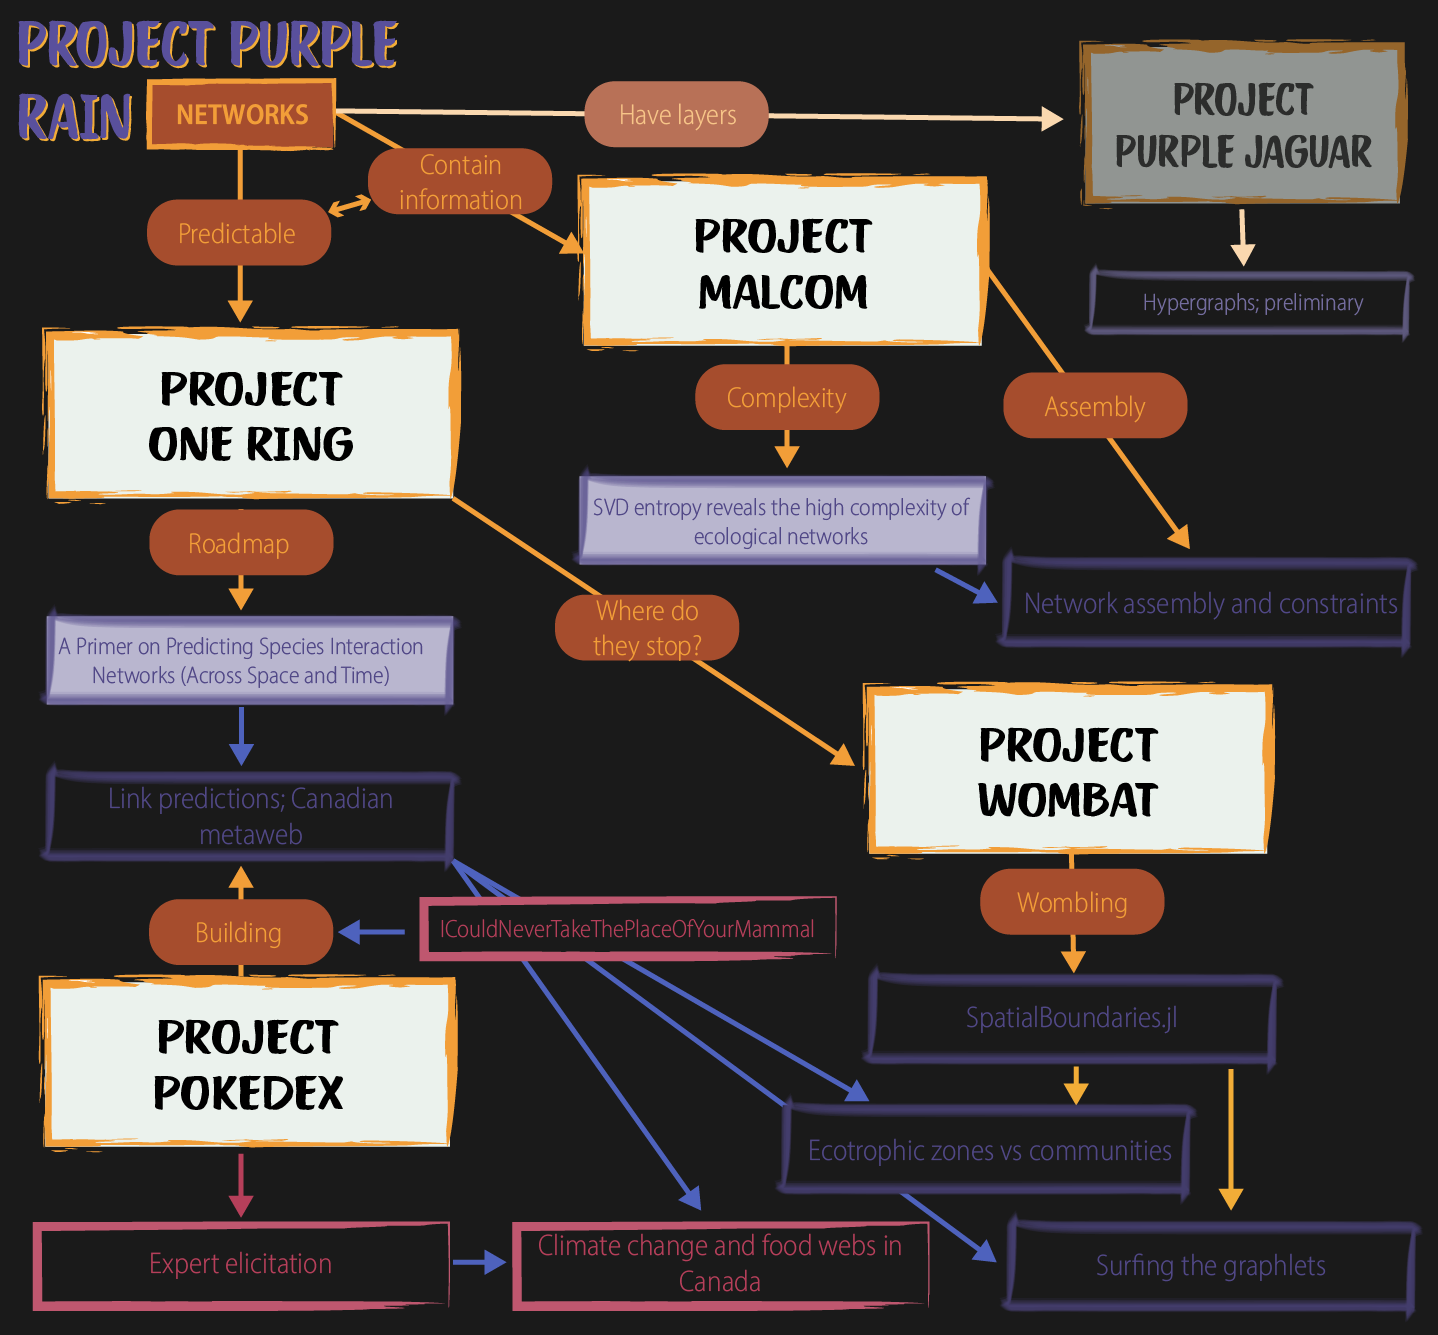 PROJECT PURPLE
RAIN
NETWORKS
Have layers
PROJECT
PURPLE JAGUAR
Contain
information
Predictable
PROJECT
MALCOM
Hypergraphs; preliminary
PROJECT
ONE RING
Complexity
Assembly
SVD entropy reveals the high complexity of
ecological networks
Roadmap
Network assembly and constraints
Where do
they stop?
A Primer on Predicting Species Interaction
Networks (Across Space and Time)
PROJECT
WOMBAT
Link predictions; Canadian
metaweb
Wombling
Building
ICouldNeverTakeThePlaceOfYourMammal
SpatialBoundaries.jl
PROJECT
POKEDEX
Ecotrophic zones vs communities
Expert elicitation
Climate change and food webs in
Canada
Surfing the graphlets